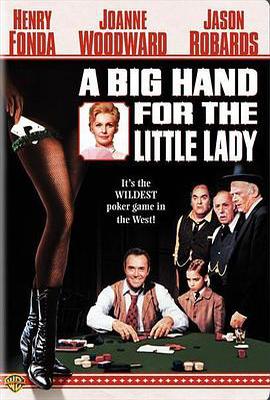 HENRY JOANNE JASON
FONDA WOODWARD ROBARDS
A BIG HAND
FOR THE
LITTLE LADY
It's the
WILDEST
poker game
in the West!
WB